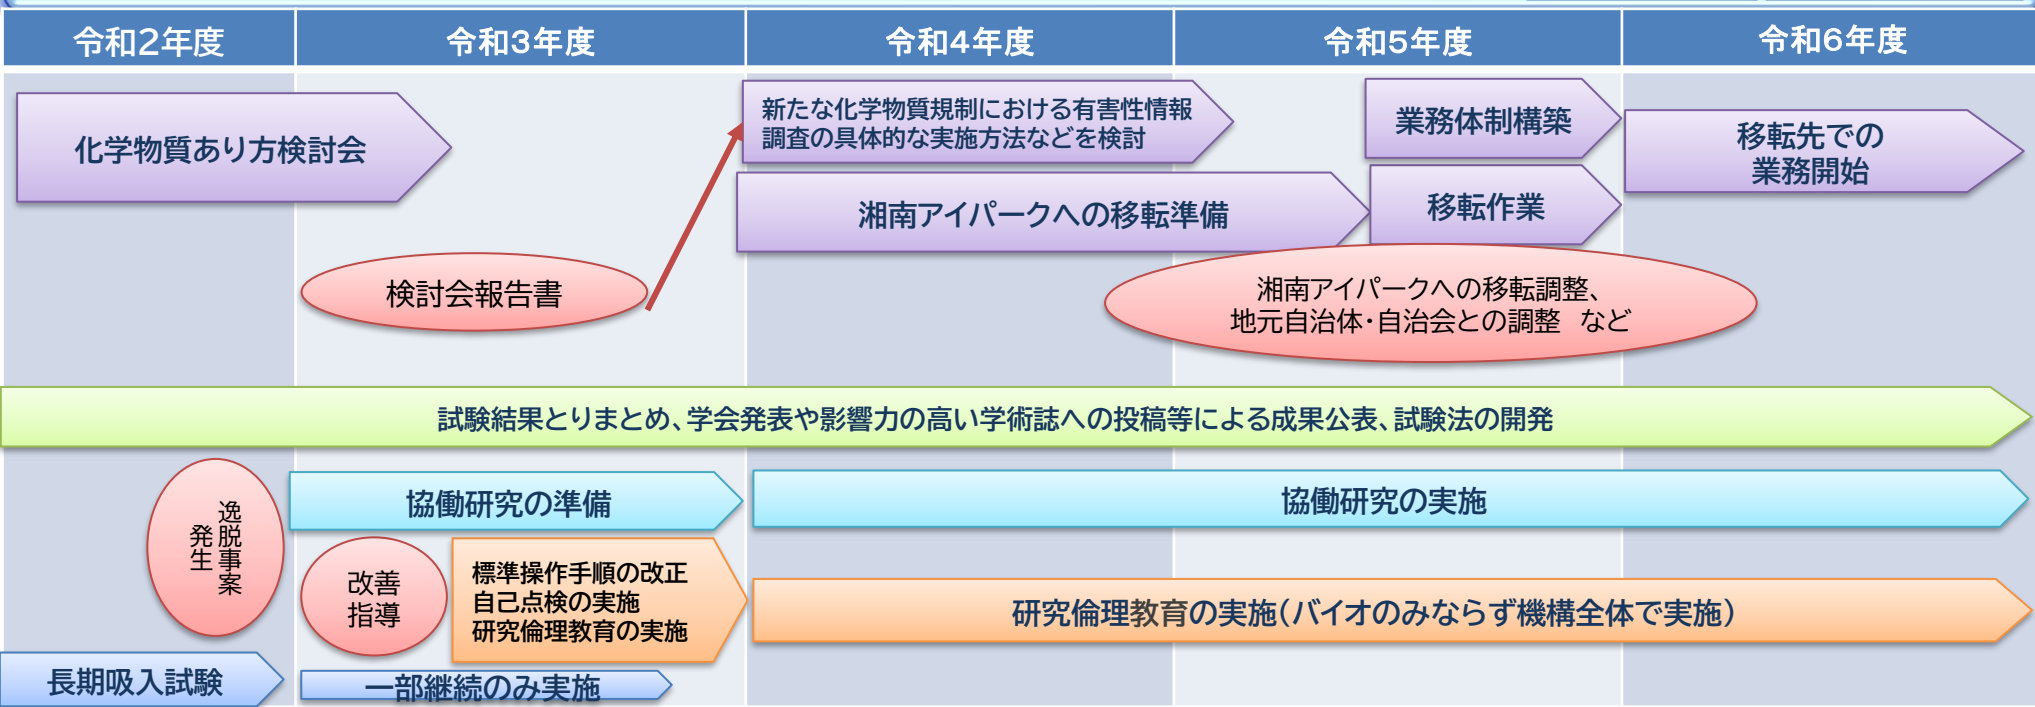 令和2年度
令和3年度
令和4年度
令和5年度
令和6年度
化学物質あり方検討会
新たな化学物質規制における有害性情報
調査の具体的な実施方法などを検討
業務体制構築
移転先での
業務開始
湘南アイパークへの移転準備
移転作業
検討会報告書
湘南アイパークへの移転調整、
地元自治体・自治会との調整　など
試験結果とりまとめ、学会発表や影響力の高い学術誌への投稿等による成果公表、試験法の開発
逸脱事案
発生
協働研究の準備
協働研究の実施
改善
指導
標準操作手順の改正
自己点検の実施
研究倫理教育の実施
研究倫理教育の実施（バイオのみならず機構全体で実施）
長期吸入試験
一部継続のみ実施